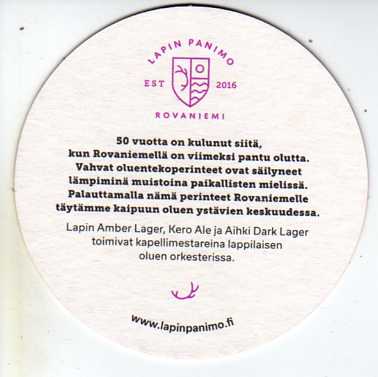 LAPIN PANIMO
EST 2016
ROVANIEMI
50 vuotta on kulunut siitä,
kun Rovaniemellä on viimeksi pantu olutta.
Vahvat oluentekoperinteet ovat säilyneet
lämpiminä muistoina paikallisten mielissä.
Palauttamalla nämä perinteet Rovaniemelle
täytämme kaipuun oluen ystävien keskuudessa.
Lapin Amber Lager, Kero Ale ja Aihki Dark Lager
toimivat kapellimestareina lappilaisen
oluen orkesterissa.
www.lapinpanimo.fi